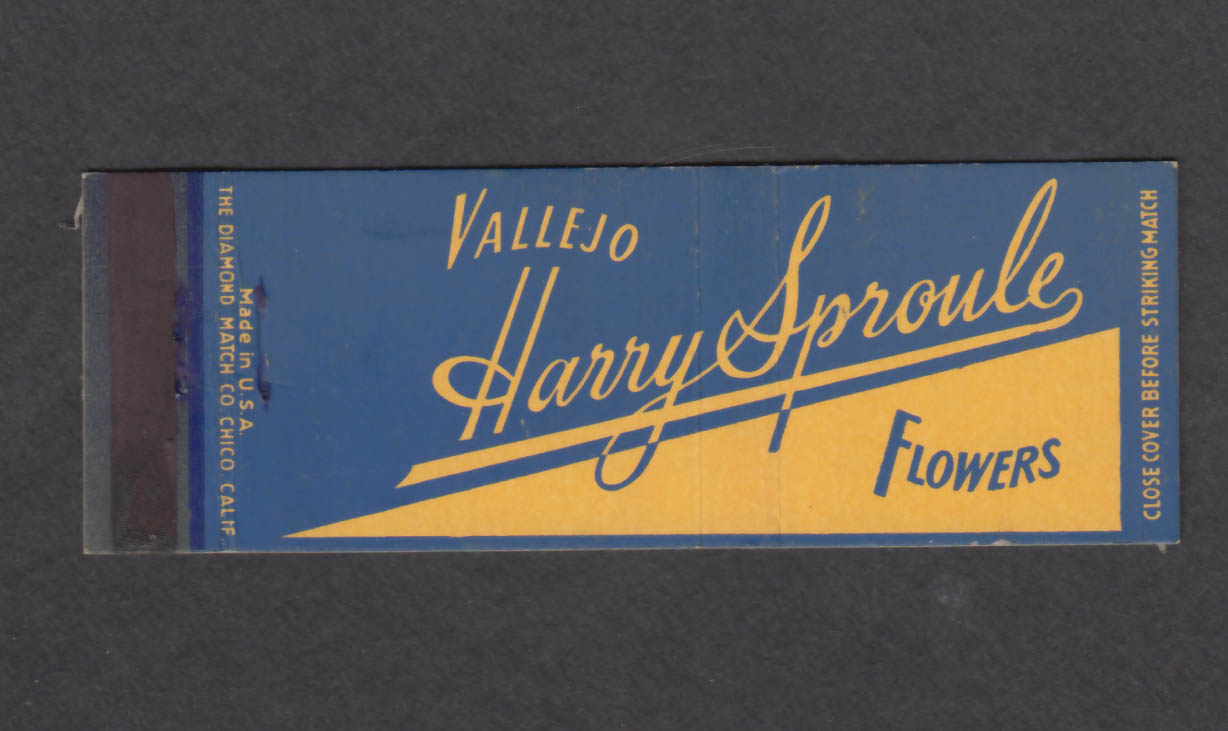 VALLEJO
Harry Sproule
FLOWERS
CLOSE COVER BEFORE STRIKING MATCH
Made in U.S.A.
THE DIAMOND MATCH CO. CHICO, CALIF.